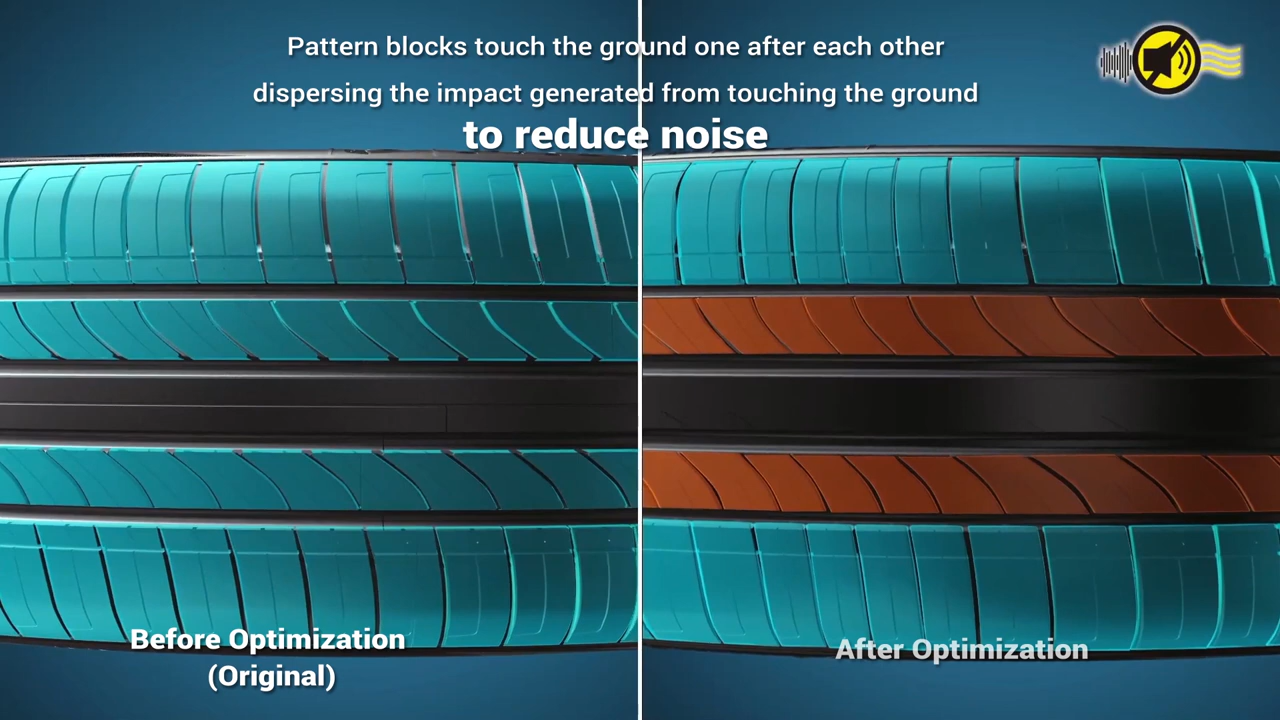 Pattern blocks touch the ground one after each other
dispersing the impact generated from touching the ground
to reduce noise
Before Optimization
(Original)
After Optimization